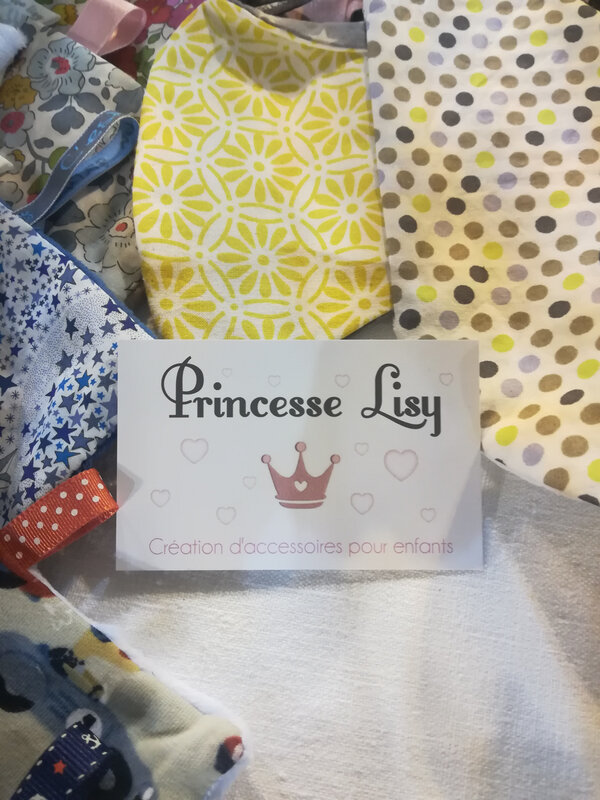 Princesse Lisy
Création d'accessoires pour enfants